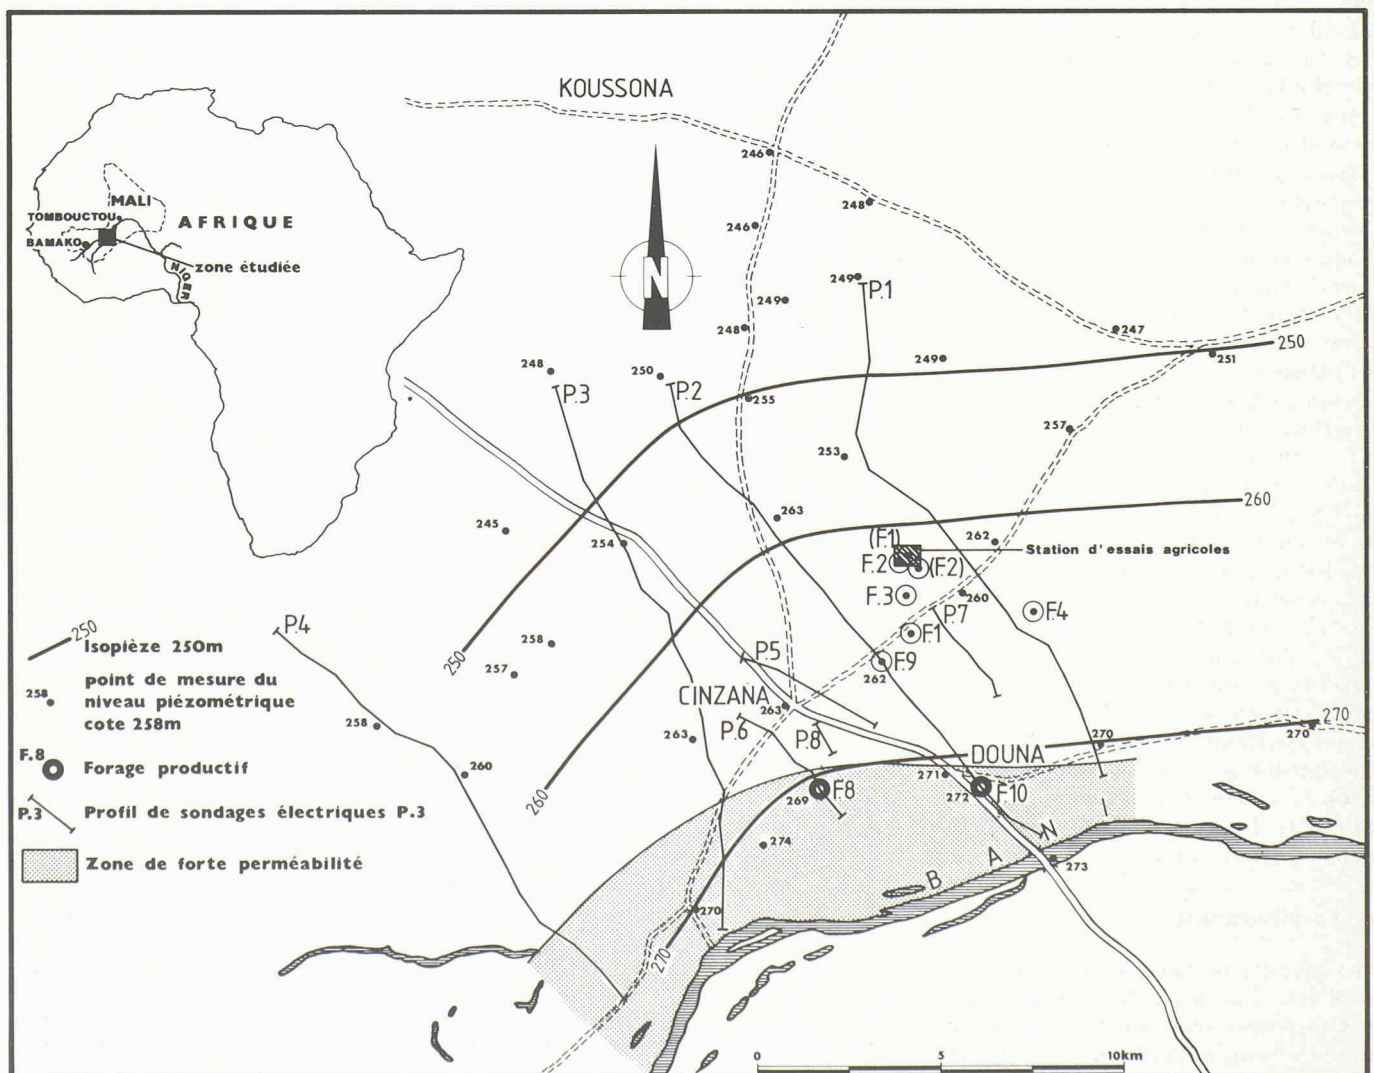 KOUSSONA
MALI
TOMBOUCTOU
AFRIQUE
BAMAKO
zone étudiée
NIGER
N
246
248
246
249
P.1
249
248
247
250
251
249
248
250
P.3
P.2
255
257
253
260
263
245
254
262
(F.1)
Station d'essais agricoles
F.2
(F2)
F.3
260
F.4
P.7
F.1
P.4
258
250
P.5
F.9
262
257
CINZANA
263
P.6
P.8
263
258
270
270
270
DOUNA
260
260
271
272
F.10
269
F.8
274
BANI
273
270
270
250
Isopièze 250m
258
point de mesure du
niveau piézométrique
cote 258m
F.8
Forage productif
P.3
Profil de sondages électriques P.3
Zone de forte perméabilité
0 5 10km